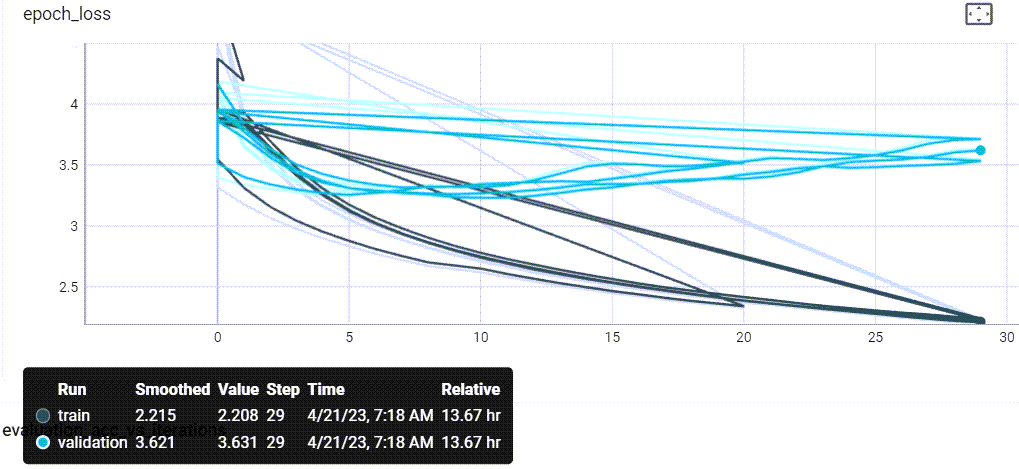 epoch_loss
4
3.5
3
2.5
0 5 10 15 20 25 30
Run Smoothed Value Step Time Relative
train 2.215 2.208 29 4/21/23, 7:18 AM 13.67 hr
validation 3.621 3.631 29 4/21/23, 7:18 AM 13.67 hr
evaluation_acc_vs_iterations